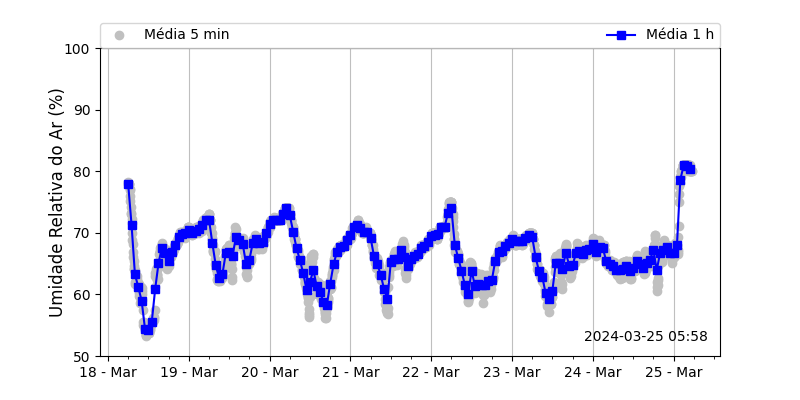 Média 5 min
Média 1 h
Umidade Relativa do Ar (%)
100
90
80
70
60
50
2024-03-25 05:58
18 - Mar
19 - Mar
20 - Mar
21 - Mar
22 - Mar
23 - Mar
24 - Mar
25 - Mar